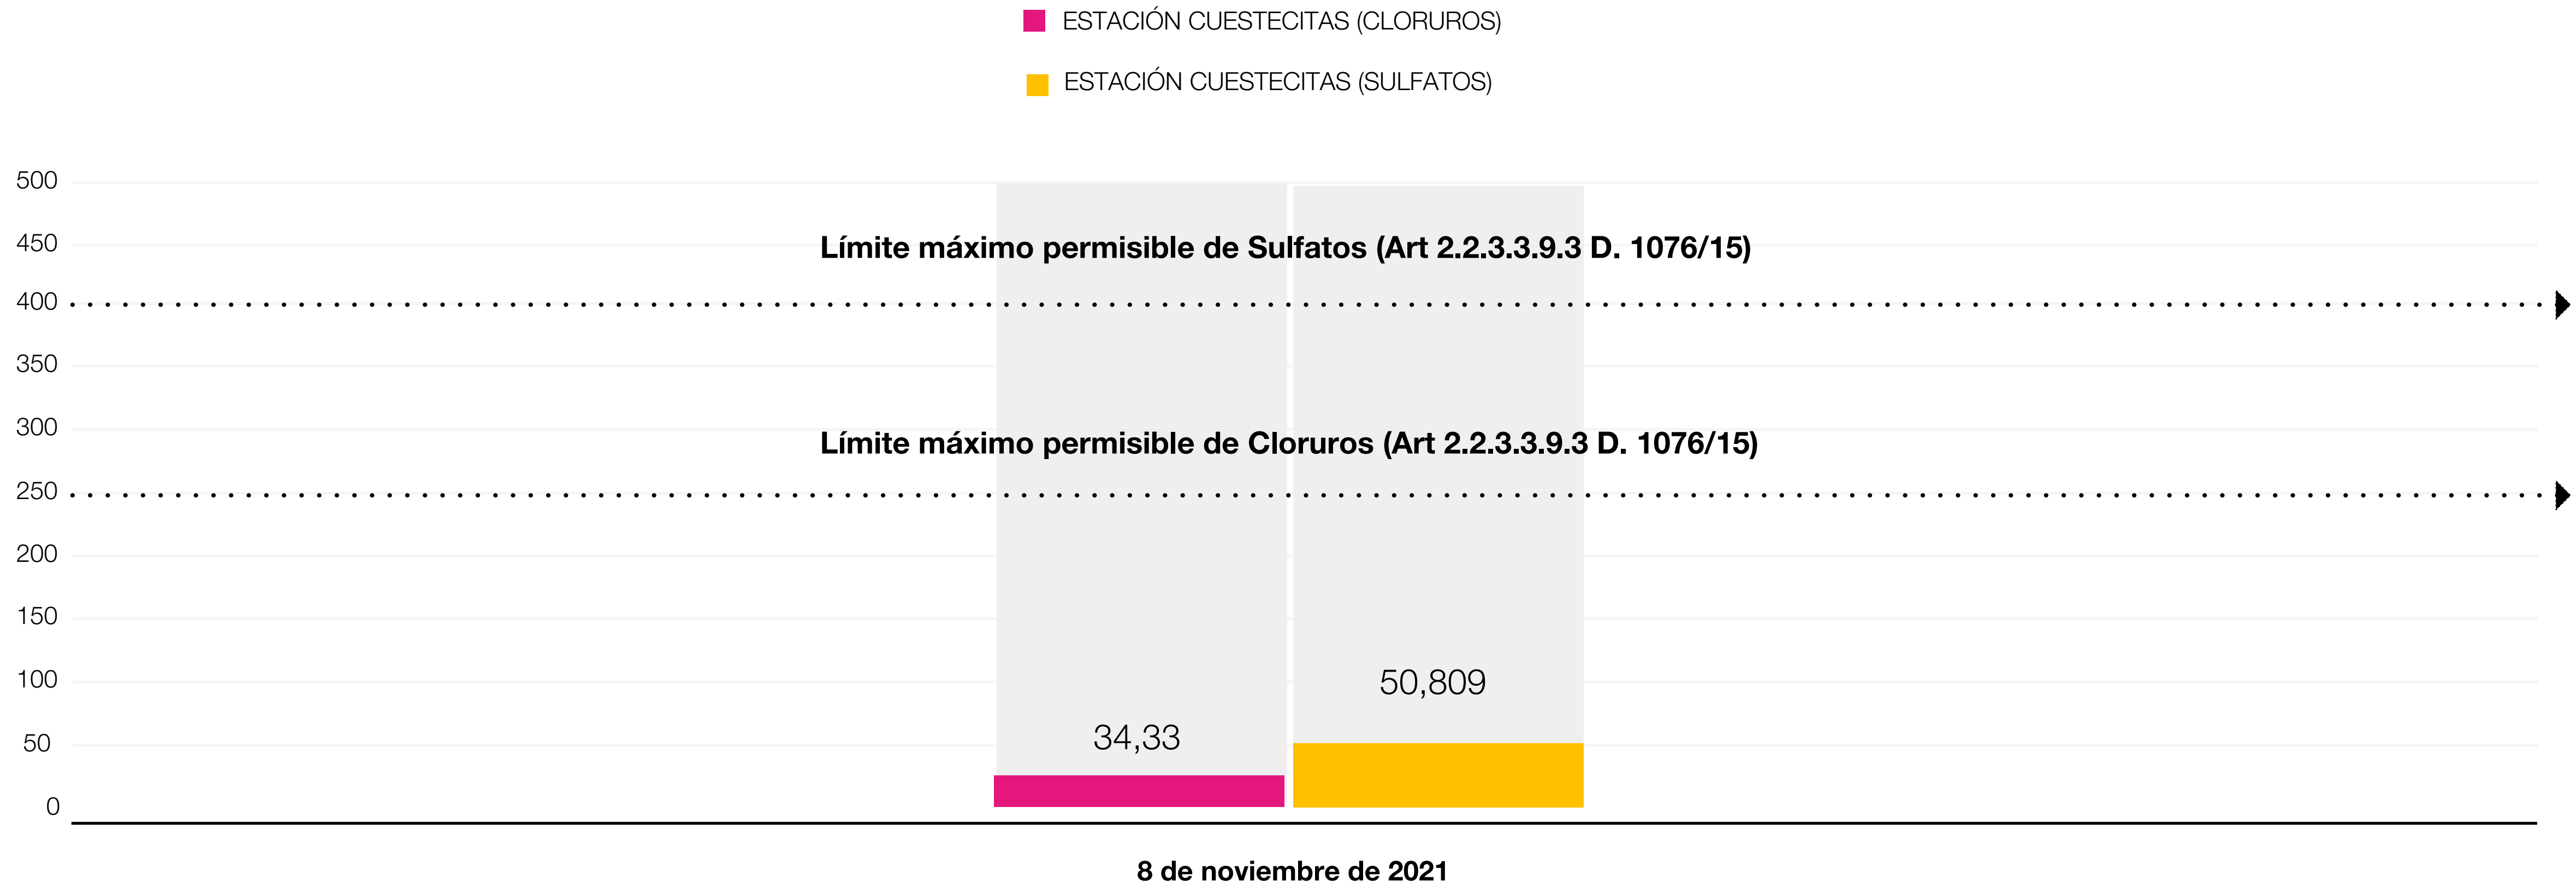 ESTACIÓN CUESTECITAS (CLORUROS)
ESTACIÓN CUESTECITAS (SULFATOS)
500
450
Límite máximo permisible de Sulfatos (Art 2.2.3.3.9.3 D. 1076/15)
400
350
300
Límite máximo permisible de Cloruros (Art 2.2.3.3.9.3 D. 1076/15)
250
200
150
100
50,809
34,33
50
0
8 de noviembre de 2021